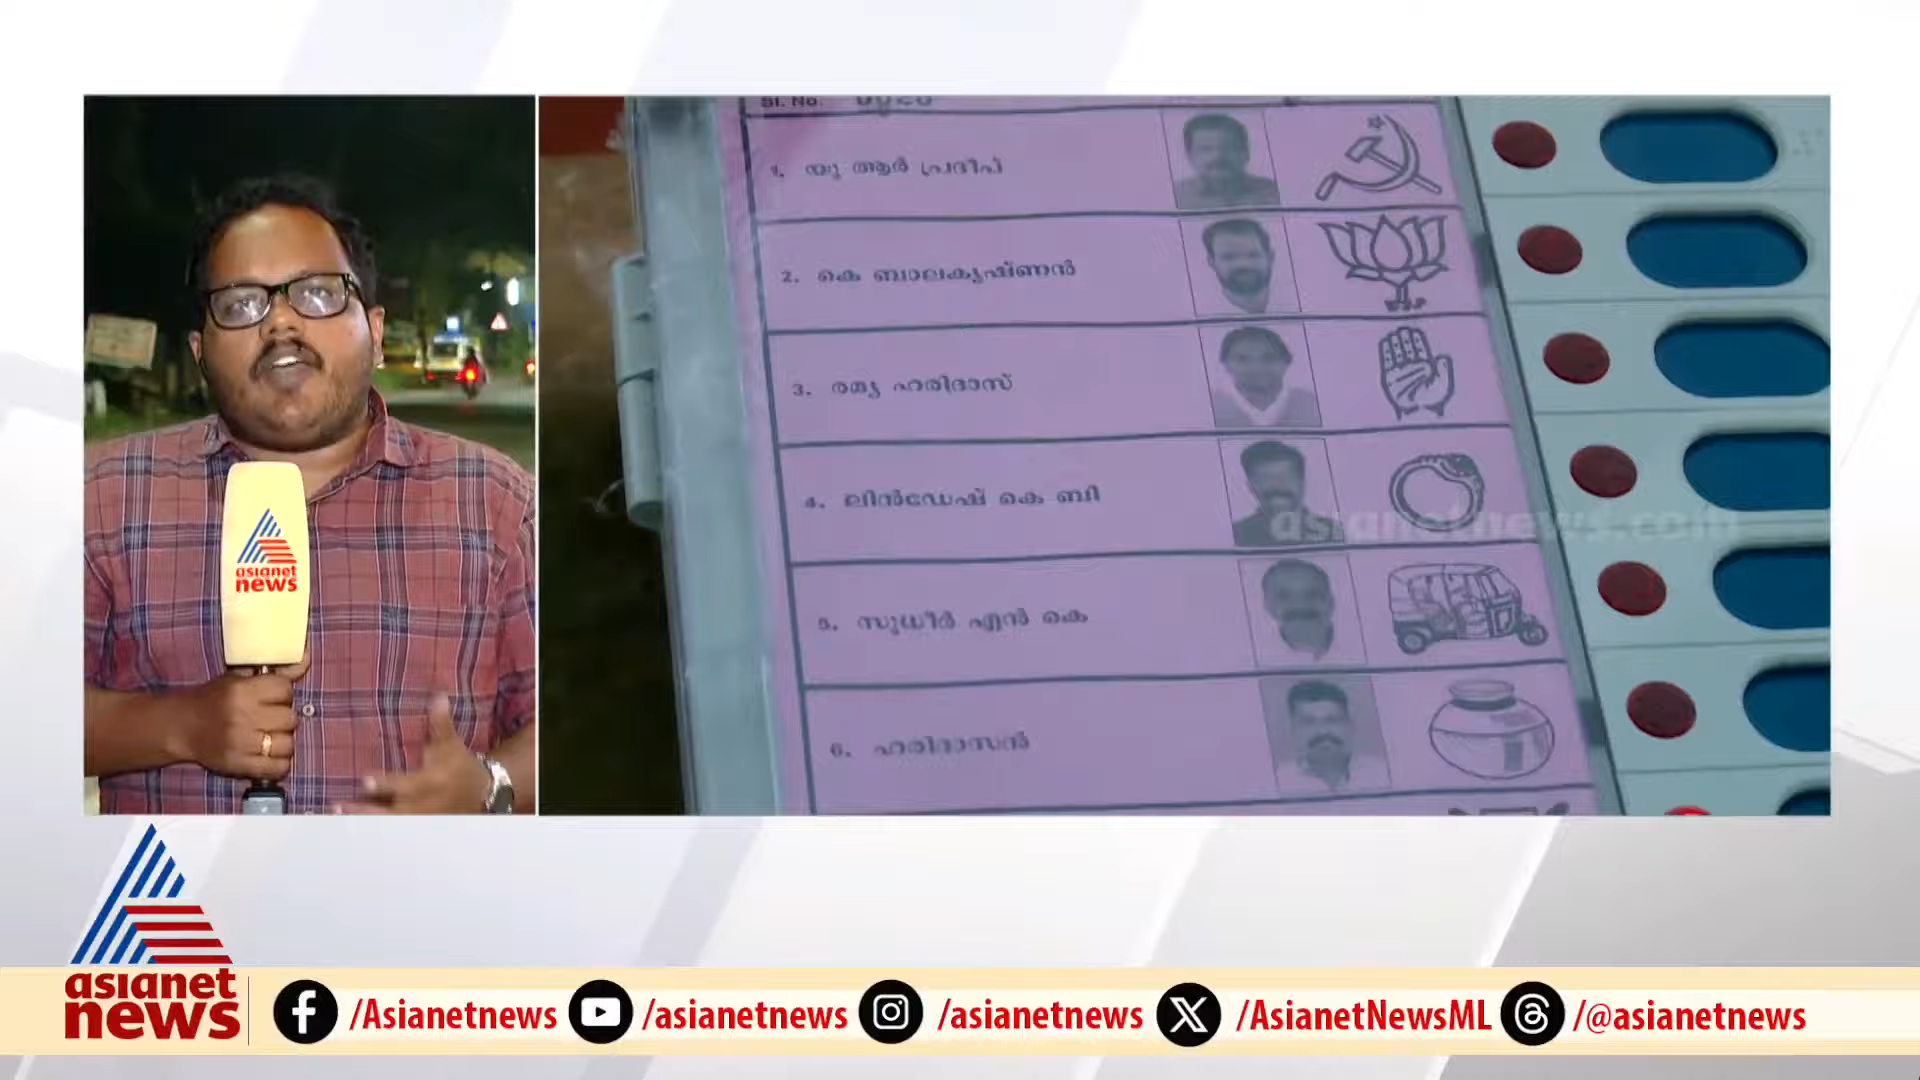 Sl. No.
1. യു ആർ പ്രദീപ്
2. കെ ബാലകൃഷ്ണൻ
3. രമ്യ ഹരിദാസ്
4. ലിൻഡേഷ് കെ ബി
5. സുധീർ എൻ കെ
6. ഹരിദാസൻ
asianetnews.com
asianet
news
asianet
news
/Asianetnews
/asianetnews
/asianetnews
/AsianetNewsML
/@asianetnews